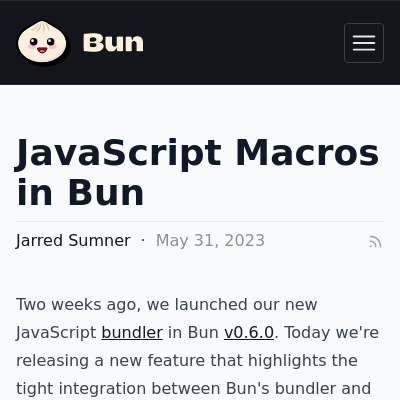 Bun
JavaScript Macros
in Bun
Jarred Sumner · May 31, 2023
Two weeks ago, we launched our new
JavaScript bundler in Bun v0.6.0. Today we're
releasing a new feature that highlights the
tight integration between Bun's bundler and